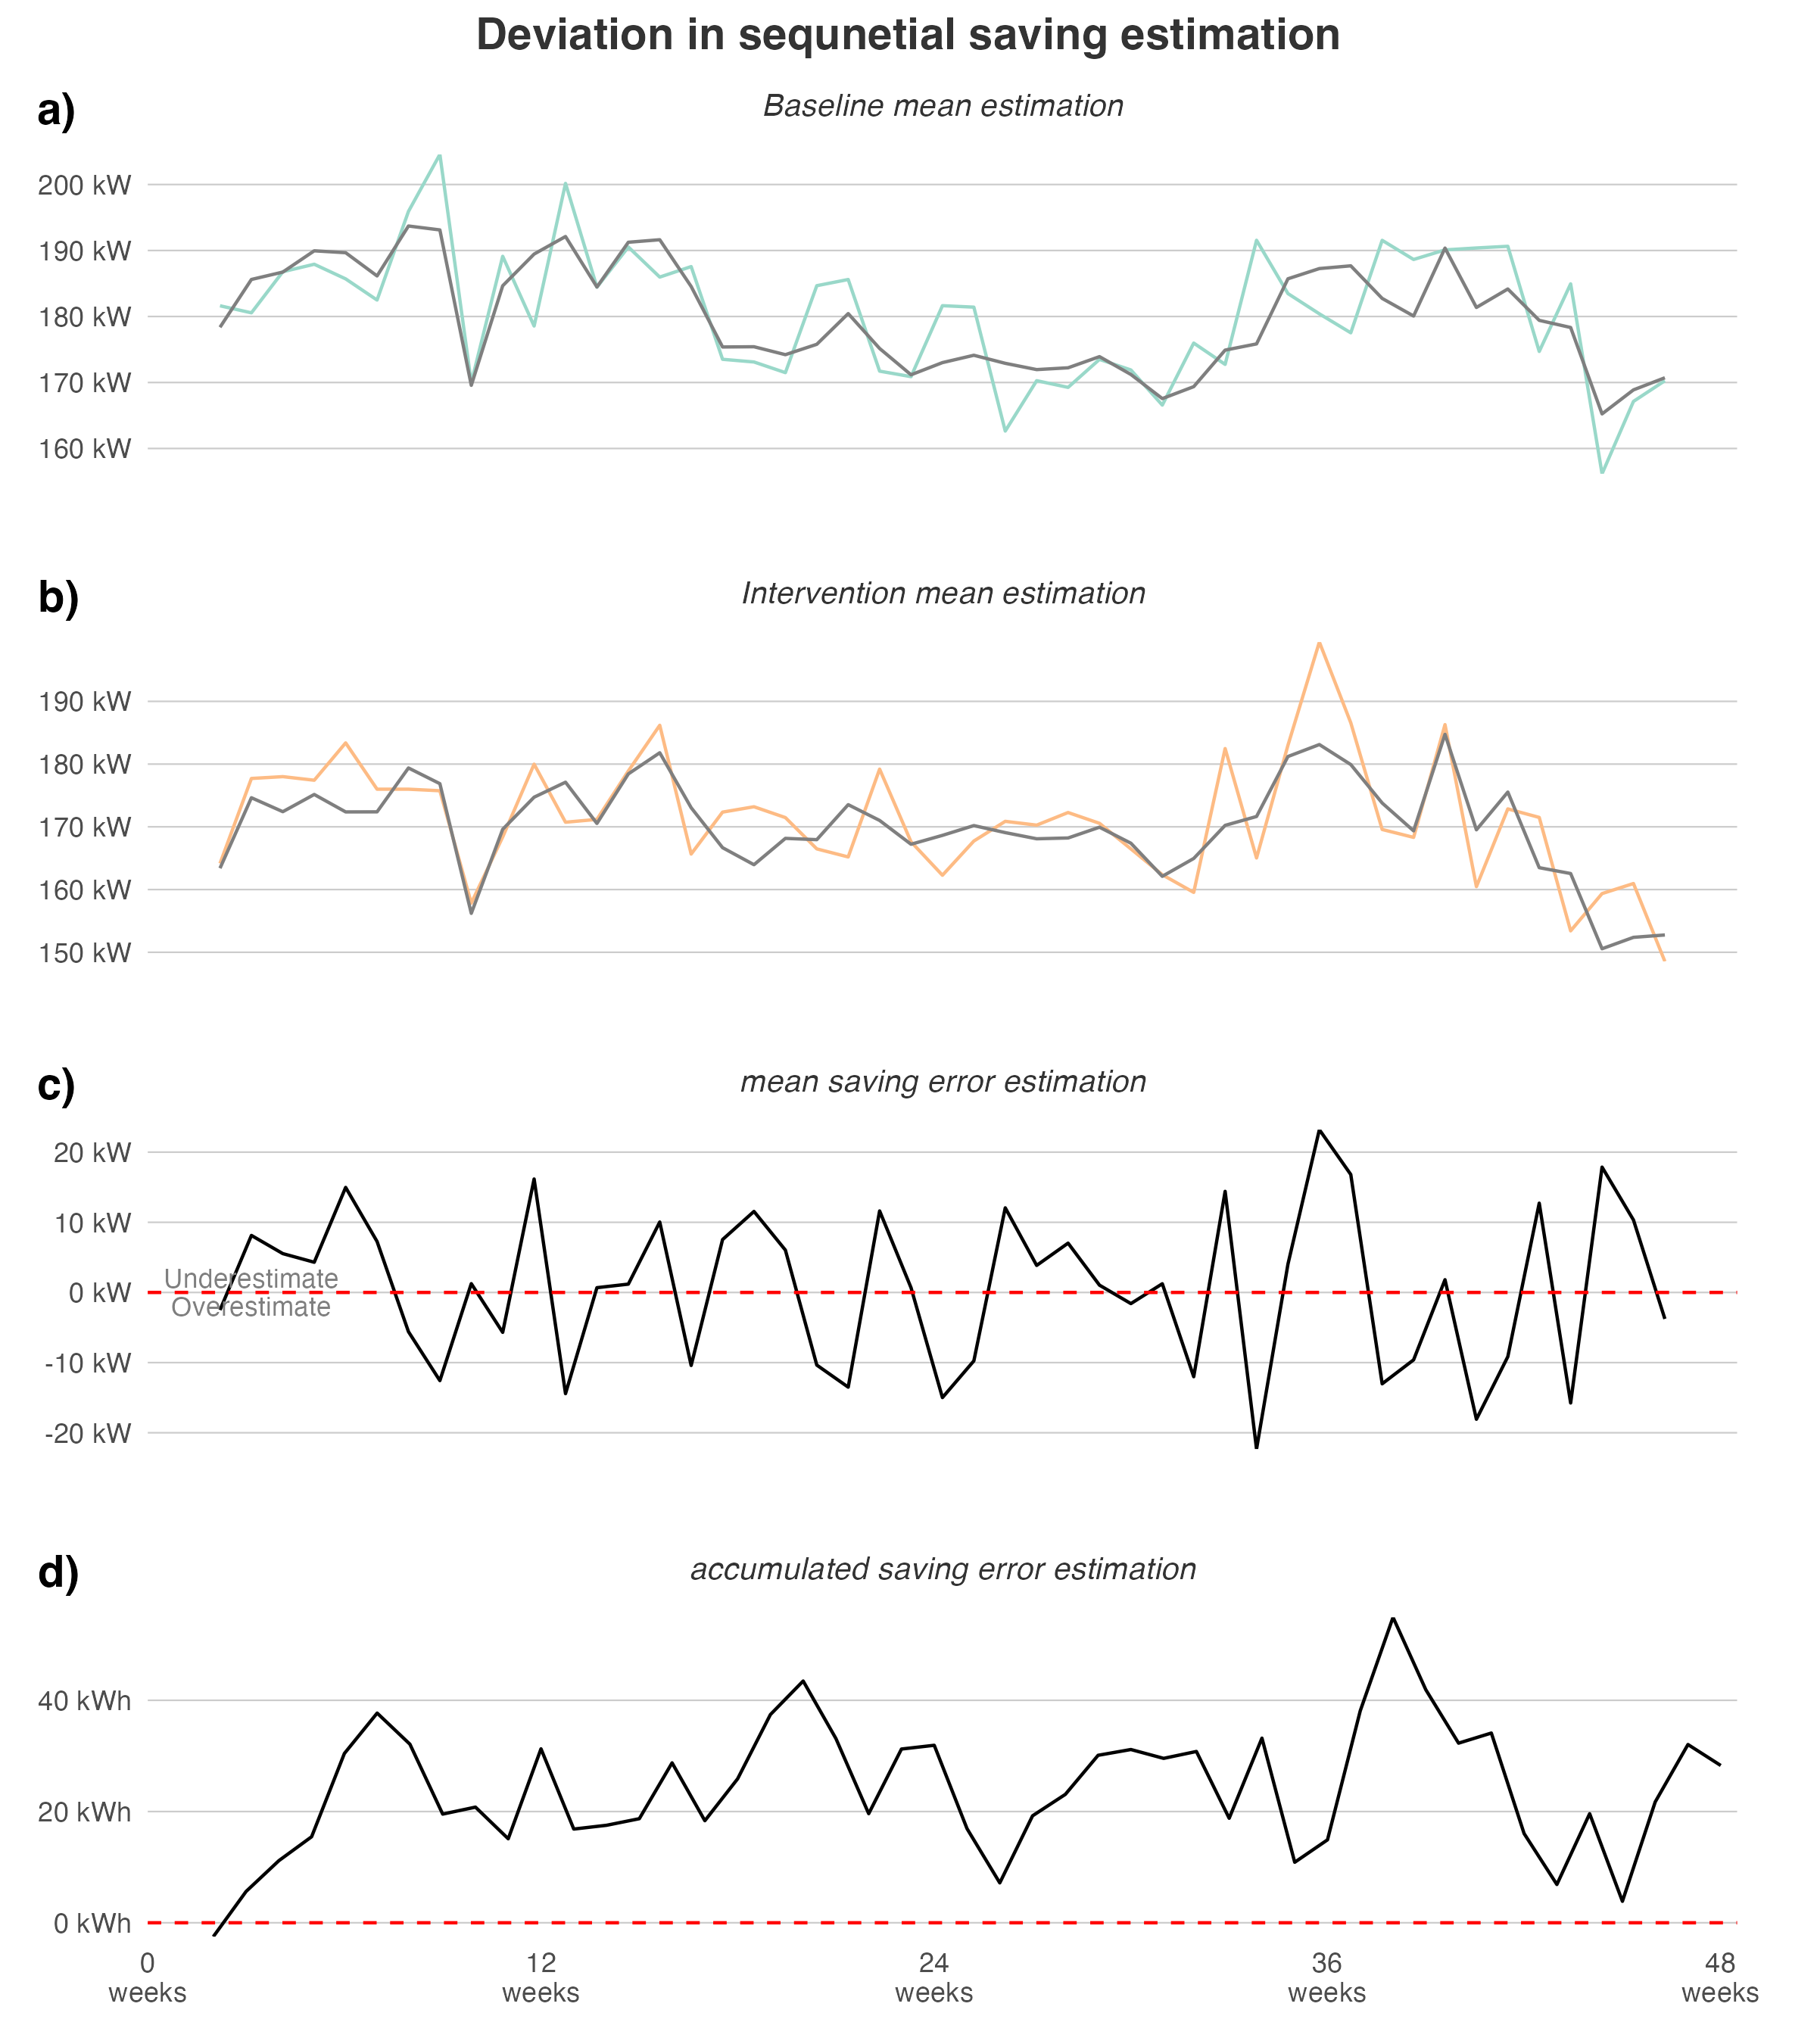 Deviation in sequnetial saving estimation
a)
Baseline mean estimation
200 kW
190 kW
180 kW
170 kW
160 kW
b)
Intervention mean estimation
190 kW
180 kW
170 kW
160 kW
150 kW
c)
mean saving error estimation
20 kW
10 kW
Underestimate
0 kW
Overestimate
-10 kW
-20 kW
d)
accumulated saving error estimation
40 kWh
20 kWh
0 kWh
0 12 24 36 48
weeks weeks weeks weeks weeks